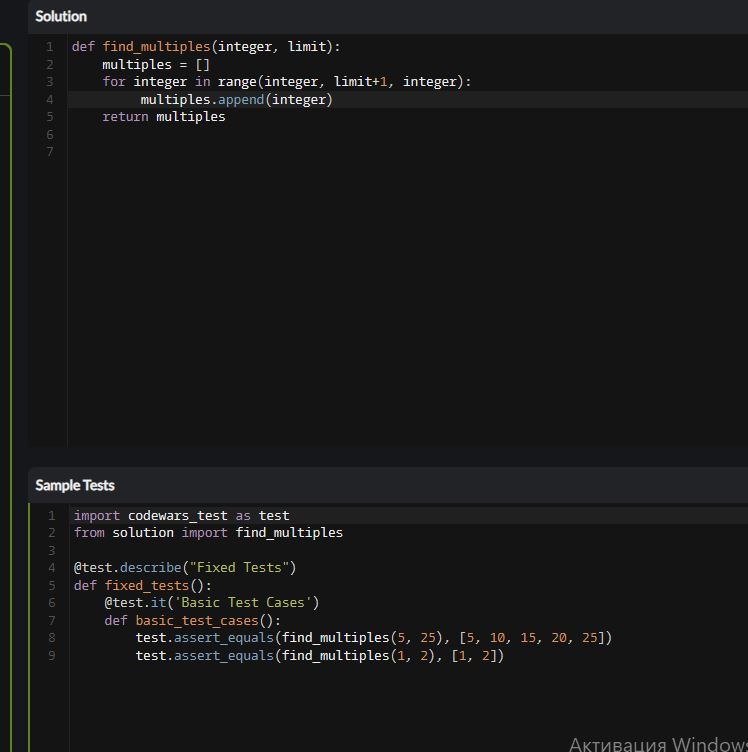 Solution
1 def find_multiples(integer, limit):
2     multiples = []
3     for integer in range(integer, limit+1, integer):
4          multiples.append(integer)
5     return multiples
6
7
Sample Tests
1 import codewars_test as test
2 from solution import find_multiples
3
4 @test.describe("Fixed Tests")
5 def fixed_tests():
6     @test.it('Basic Test Cases')
7     def basic_test_cases():
8         test.assert_equals(find_multiples(5, 25), [5, 10, 15, 20, 25])
9         test.assert_equals(find_multiples(1, 2), [1, 2])
Активация Windows